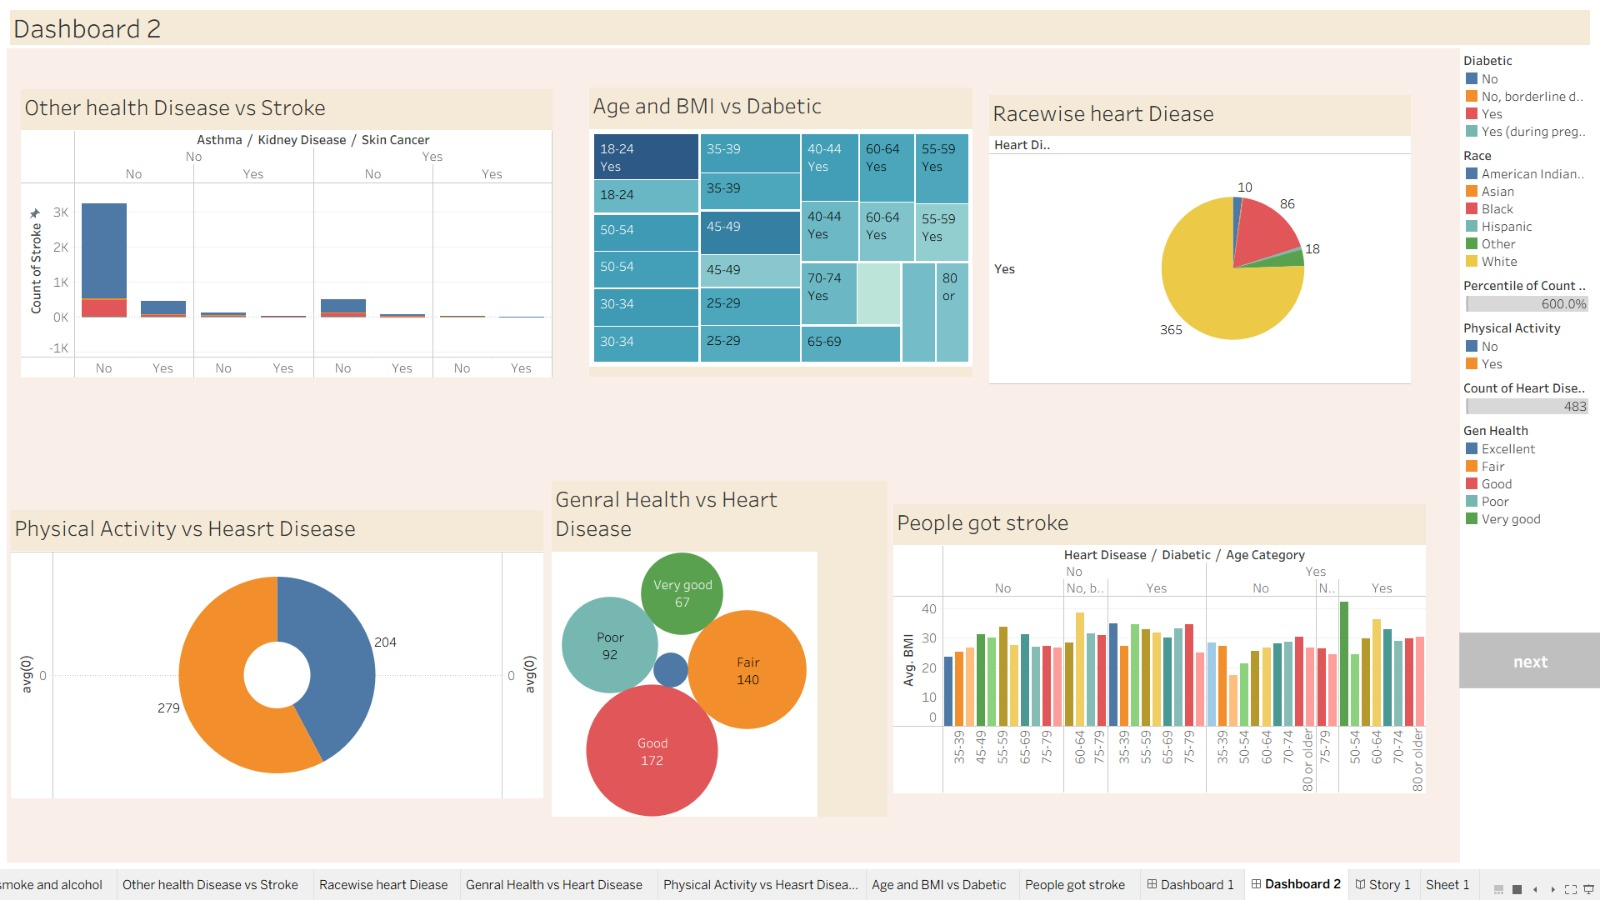 Dashboard 2
Other health Disease vs Stroke
Asthma / Kidney Disease / Skin Cancer
No Yes
No Yes No Yes
Count of Stroke
3K
2K
1K
0K
-1K
No Yes No Yes No Yes No Yes
Age and BMI vs Dabetic
18-24
Yes
18-24
50-54
50-54
30-34
30-34
35-39
35-39
45-49
45-49
25-29
25-29
40-44
Yes
40-44
Yes
70-74
Yes
65-69
60-64
Yes
60-64
Yes
55-59
Yes
55-59
Yes
80
or
Racewise heart Diease
Heart Di..
Yes
10
86
18
365
Physical Activity vs Heasrt Disease
avg(0)
0
204
279
0
avg(0)
Genral Health vs Heart
Disease
Very good
67
Poor
92
Fair
140
Good
172
People got stroke
Heart Disease / Diabetic / Age Category
No Yes
No No, b.. Yes No N.. Yes
Avg. BMI
40
30
20
10
0
35-39
45-49
55-59
65-69
75-79
60-64
75-79
35-39
55-59
65-69
75-79
35-39
50-54
60-64
70-74
80 or older
75-79
50-54
60-64
70-74
80 or older
Diabetic
No
No, borderline d..
Yes
Yes (during preg..
Race
American Indian..
Asian
Black
Hispanic
Other
White
Percentile of Count ..
600.0%
Physical Activity
No
Yes
Count of Heart Dise..
483
Gen Health
Excellent
Fair
Good
Poor
Very good
next
smoke and alcohol
Other health Disease vs Stroke
Racewise heart Diease
Genral Health vs Heart Disease
Physical Activity vs Heasrt Disea...
Age and BMI vs Dabetic
People got stroke
Dashboard 1
Dashboard 2
Story 1
Sheet 1